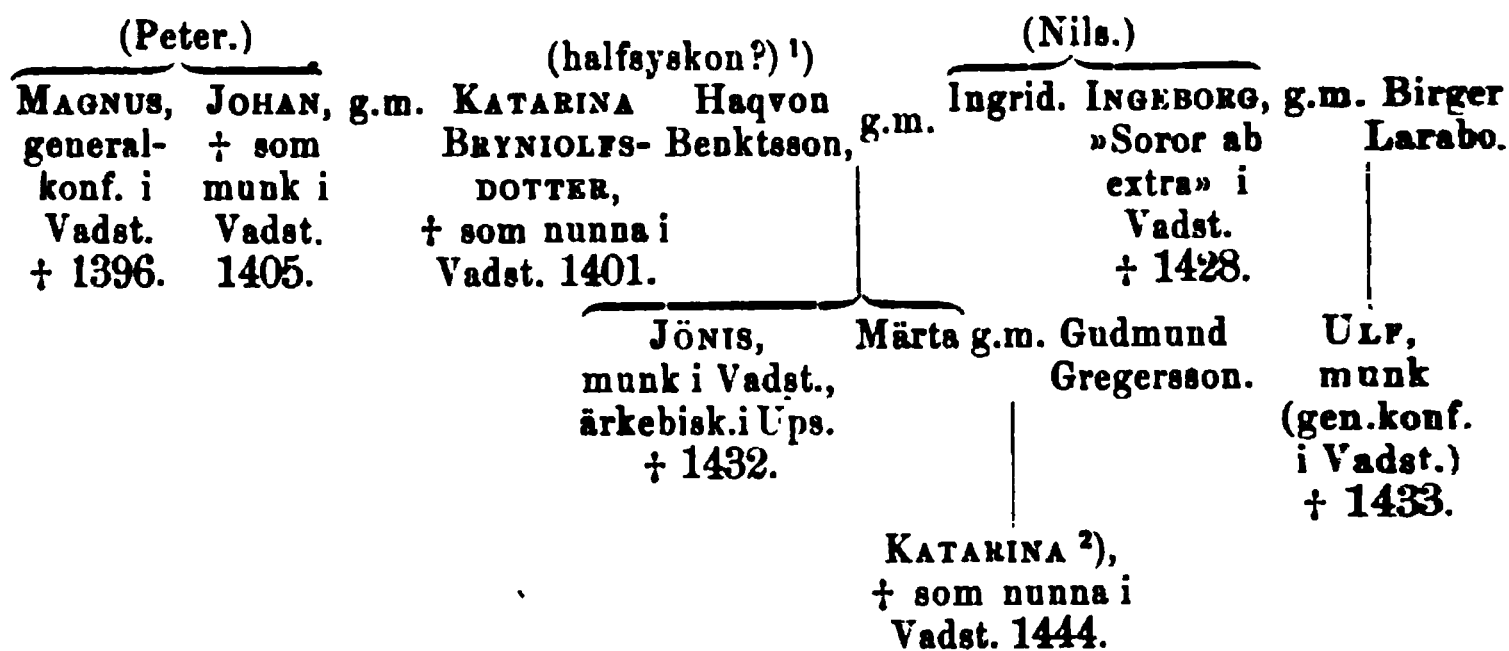 (Peter.)
(halfsyskon?) ¹)
(Nils.)
MAGNUS,
general-
konf. i
Vadst.
† 1396.
JOHAN, g.m.
† som
munk i
Vadst.
1405.
KATARINA
BRYNIOLFS-
DOTTER,
† som nunna i
Vadst. 1401.
Haqvon
Benktsson,
g.m.
Ingrid.
INGEBORG, g.m.
»Soror ab
extra» i
Vadst.
† 1428.
Birger
Larabo.
JÖNIS,
munk i Vadst.,
ärkebisk.i Ups.
† 1432.
Märta g.m. Gudmund
Gregersson.
ULF,
munk
(gen.konf.
i Vadst.)
† 1433.
KATARINA ²),
† som nunna i
Vadst. 1444.